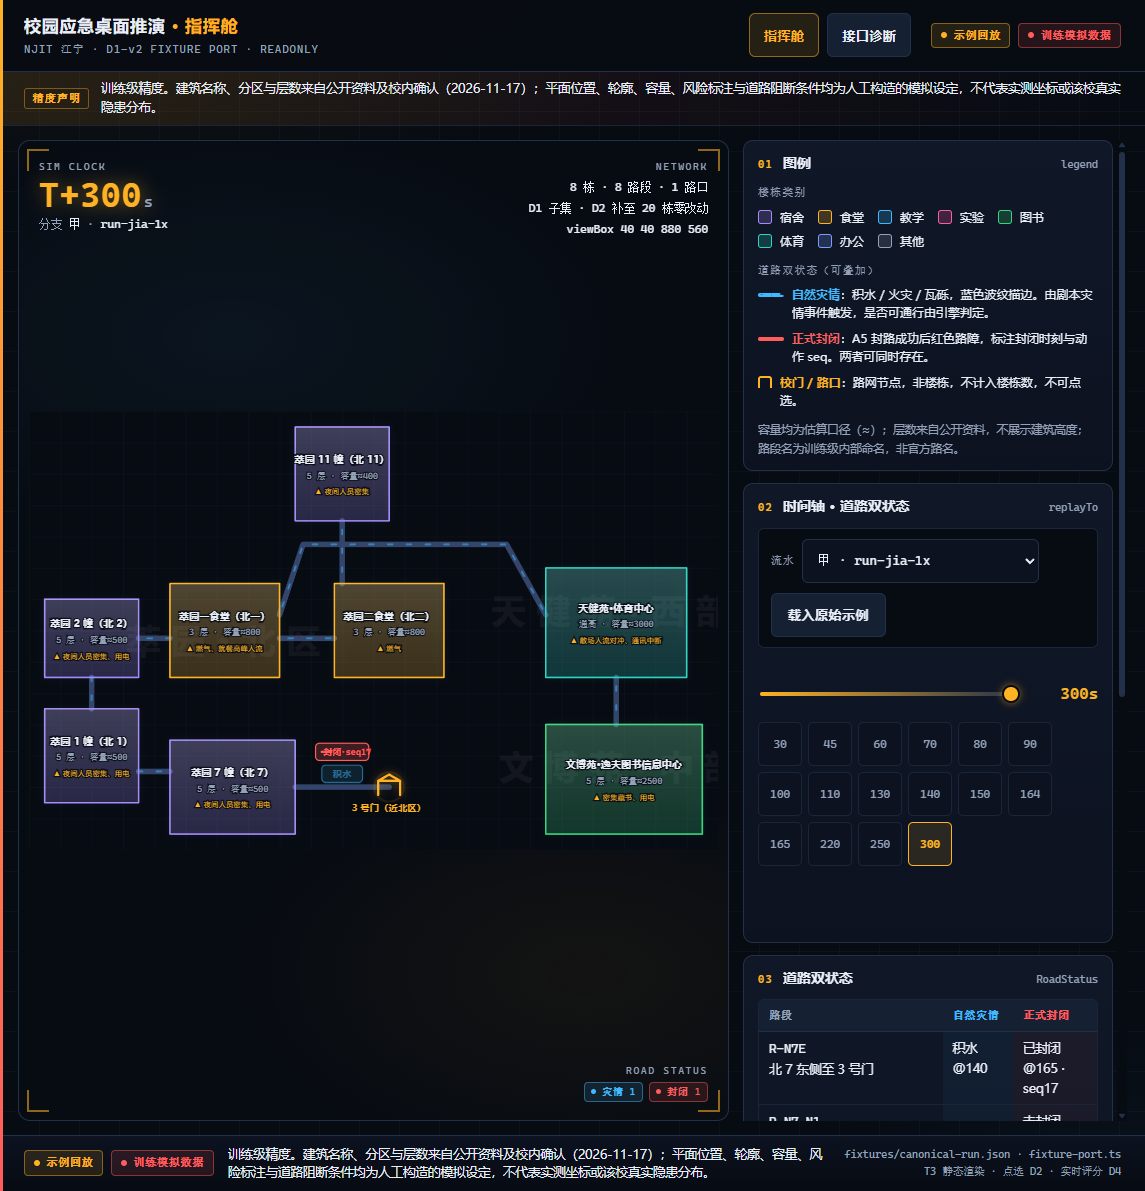 校园应急桌面推演 • 指挥舱
NJIT 江宁 · D1-v2 FIXTURE PORT · READONLY
指挥舱
接口诊断
示例回放
训练模拟数据
精度声明
训练级精度。建筑名称、分区与层数来自公开资料及校内确认（2026-11-17）；平面位置、轮廓、容量、风险标注与道路阻断条件均为人工构造的模拟设定，不代表实测坐标或该校真实
隐患分布。
SIM CLOCK
T+300s
分支 甲 · run-jia-1x
NETWORK
8 栋 · 8 路段 · 1 路口
D1 子集 · D2 补至 20 栋零改动
viewBox 40 40 880 560
萃园 11 幢（北 11）
5 层 · 容量≈400
▲ 夜间人员密集
萃园 2 幢（北 2）
5 层 · 容量≈500
▲ 夜间人员密集、用电
萃园一食堂（北一）
3 层 · 容量≈800
▲ 燃气、就餐高峰人流
萃园二食堂（北二）
3 层 · 容量≈800
▲ 燃气
天健苑•体育中心
通高 · 容量≈3000
▲ 散场人流对冲、通讯中断
萃园 1 幢（北 1）
5 层 · 容量≈500
▲ 夜间人员密集、用电
萃园 7 幢（北 7）
5 层 · 容量≈500
▲ 夜间人员密集、用电
封闭·seq17
积水
3 号门（近北区）
文博苑•逸夫图书信息中心
5 层 · 容量≈2500
▲ 密集藏书、用电
ROAD STATUS
灾情 1
封闭 1
01 图例
legend
楼栋类别
宿舍 食堂 教学 实验 图书
体育 办公 其他
道路双状态（可叠加）
自然灾情：积水 / 火灾 / 瓦砾，蓝色波纹描边。由剧本灾
情事件触发，是否可通行由引擎判定。
正式封闭：A5 封路成功后红色路障，标注封闭时刻与动
作 seq。两者可同时存在。
校门 / 路口：路网节点，非楼栋，不计入楼栋数，不可点
选。
容量均为估算口径（≈）；层数来自公开资料，不展示建筑高度；
路段名为训练级内部命名，非官方路名。
02 时间轴 • 道路双状态
replayTo
流水
甲 · run-jia-1x
载入原始示例
300s
30 45 60 70 80 90
100 110 130 140 150 164
165 220 250 300
03 道路双状态
RoadStatus
路段 自然灾情 正式封闭
R-N7E
北 7 东侧至 3 号门
积水
@140
已封闭
@165 ·
seq17
示例回放
训练模拟数据
训练级精度。建筑名称、分区与层数来自公开资料及校内确认（2026-11-17）；平面位置、轮廓、容量、风
险标注与道路阻断条件均为人工构造的模拟设定，不代表实测坐标或该校真实隐患分布。
fixtures/canonical-run.json · fixture-port.ts
T3 静态渲染 · 点选 D2 · 实时评分 D4